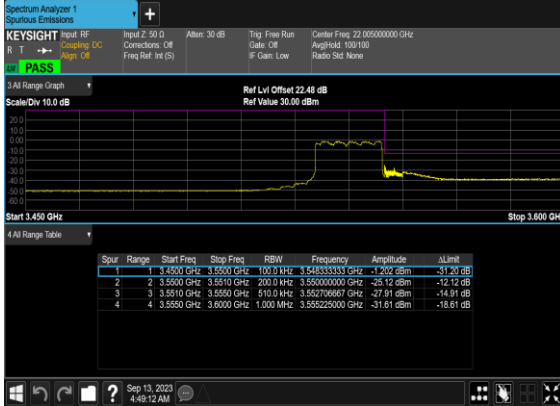 Spectrum Analyzer 1
Spurious Emissions
KEYSIGHT Input: RF Input Z: 50 Ω Atten: 30 dB Trig: Free Run Center Freq: 22.005000000 GHz
R T Coupling: DC Corrections: Off Gate: Off Avg|Hold: 100/100
Align: Off Freq Ref: Int (S) IF Gain: Low Radio Std: None
PASS
3 All Range Graph Ref Lvl Offset 22.48 dB
Scale/Div 10.0 dB Ref Value 30.00 dBm
20.0
10.0
0.00
-10.0
-20.0
-30.0
-40.0
-50.0
-60.0
Start 3.450 GHz Stop 3.600 GH
4 All Range Table
Spur Range Start Freq Stop Freq RBW Frequency Amplitude ΔLimit
1 1 3.4500 GHz 3.5500 GHz 100.0 kHz 3.548333333 GHz -1.202 dBm -31.20 dB
2 2 3.5500 GHz 3.5510 GHz 200.0 kHz 3.550000000 GHz -25.12 dBm -12.12 dB
3 3 3.5510 GHz 3.5550 GHz 510.0 kHz 3.552706667 GHz -27.91 dBm -14.91 dB
4 4 3.5550 GHz 3.6000 GHz 1.000 MHz 3.555225000 GHz -31.61 dBm -18.61 dB
Sep 13, 2023
4:49:12 AM